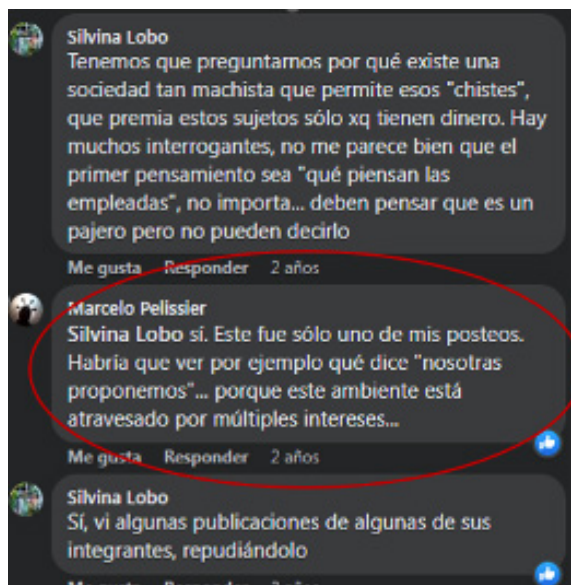 Silvina Lobo
Tenemos que preguntarnos por qué existe una
sociedad tan machista que permite esos "chistes",
que premia estos sujetos sólo xq tienen dinero. Hay
muchos interrogantes, no me parece bien que el
primer pensamiento sea "qué piensan las
empleadas", no importa... deben pensar que es un
pajero pero no pueden decirlo
Me gusta Responder 2 años
Marcelo Pelissier
Silvina Lobo sí. Este fue sólo uno de mis posteos.
Habría que ver por ejemplo qué dice "nosotras
proponemos"... porque este ambiente está
atravesado por múltiples intereses...
Me gusta Responder 2 años
Silvina Lobo
Sí, vi algunas publicaciones de algunas de sus
integrantes, repudiándolo
Me gusta Responder